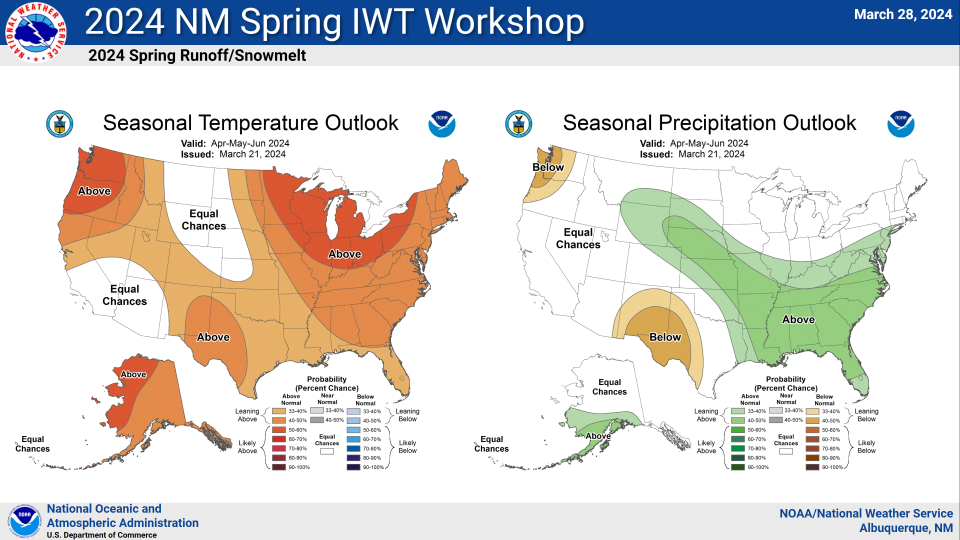 NATIONAL WEATHER SERVICE
2024 NM Spring IWT Workshop
March 28, 2024
2024 Spring Runoff/Snowmelt
Seasonal Temperature Outlook
NOAA
Valid: Apr-May-Jun 2024
Issued: March 21, 2024
Above
Equal
Chances
Above
Equal
Chances
Above
Above
Equal
Chances
Probability
(Percent Chance)
Above
Normal
Near
Normal
Below
Normal
Leaning
Above
33-40%
33-40%
33-40%
Leaning
Below
40-50%
40-50%
40-50%
50-60%
50-60%
Likely
Above
60-70%
Equal
Chances
60-70%
Likely
Below
70-80%
70-80%
80-90%
80-90%
90-100%
90-100%
Seasonal Precipitation Outlook
NOAA
Valid: Apr-May-Jun 2024
Issued: March 21, 2024
Below
Equal
Chances
Above
Below
Equal
Chances
Above
Equal
Chances
Probability
(Percent Chance)
Above
Normal
Near
Normal
Below
Normal
Leaning
Above
33-40%
33-40%
33-40%
Leaning
Below
40-50%
40-50%
40-50%
50-60%
50-60%
Likely
Above
60-70%
Equal
Chances
60-70%
Likely
Below
70-80%
70-80%
80-90%
80-90%
90-100%
90-100%
NOAA
National Oceanic and
Atmospheric Administration
U.S. Department of Commerce
NOAA/National Weather Service
Albuquerque, NM